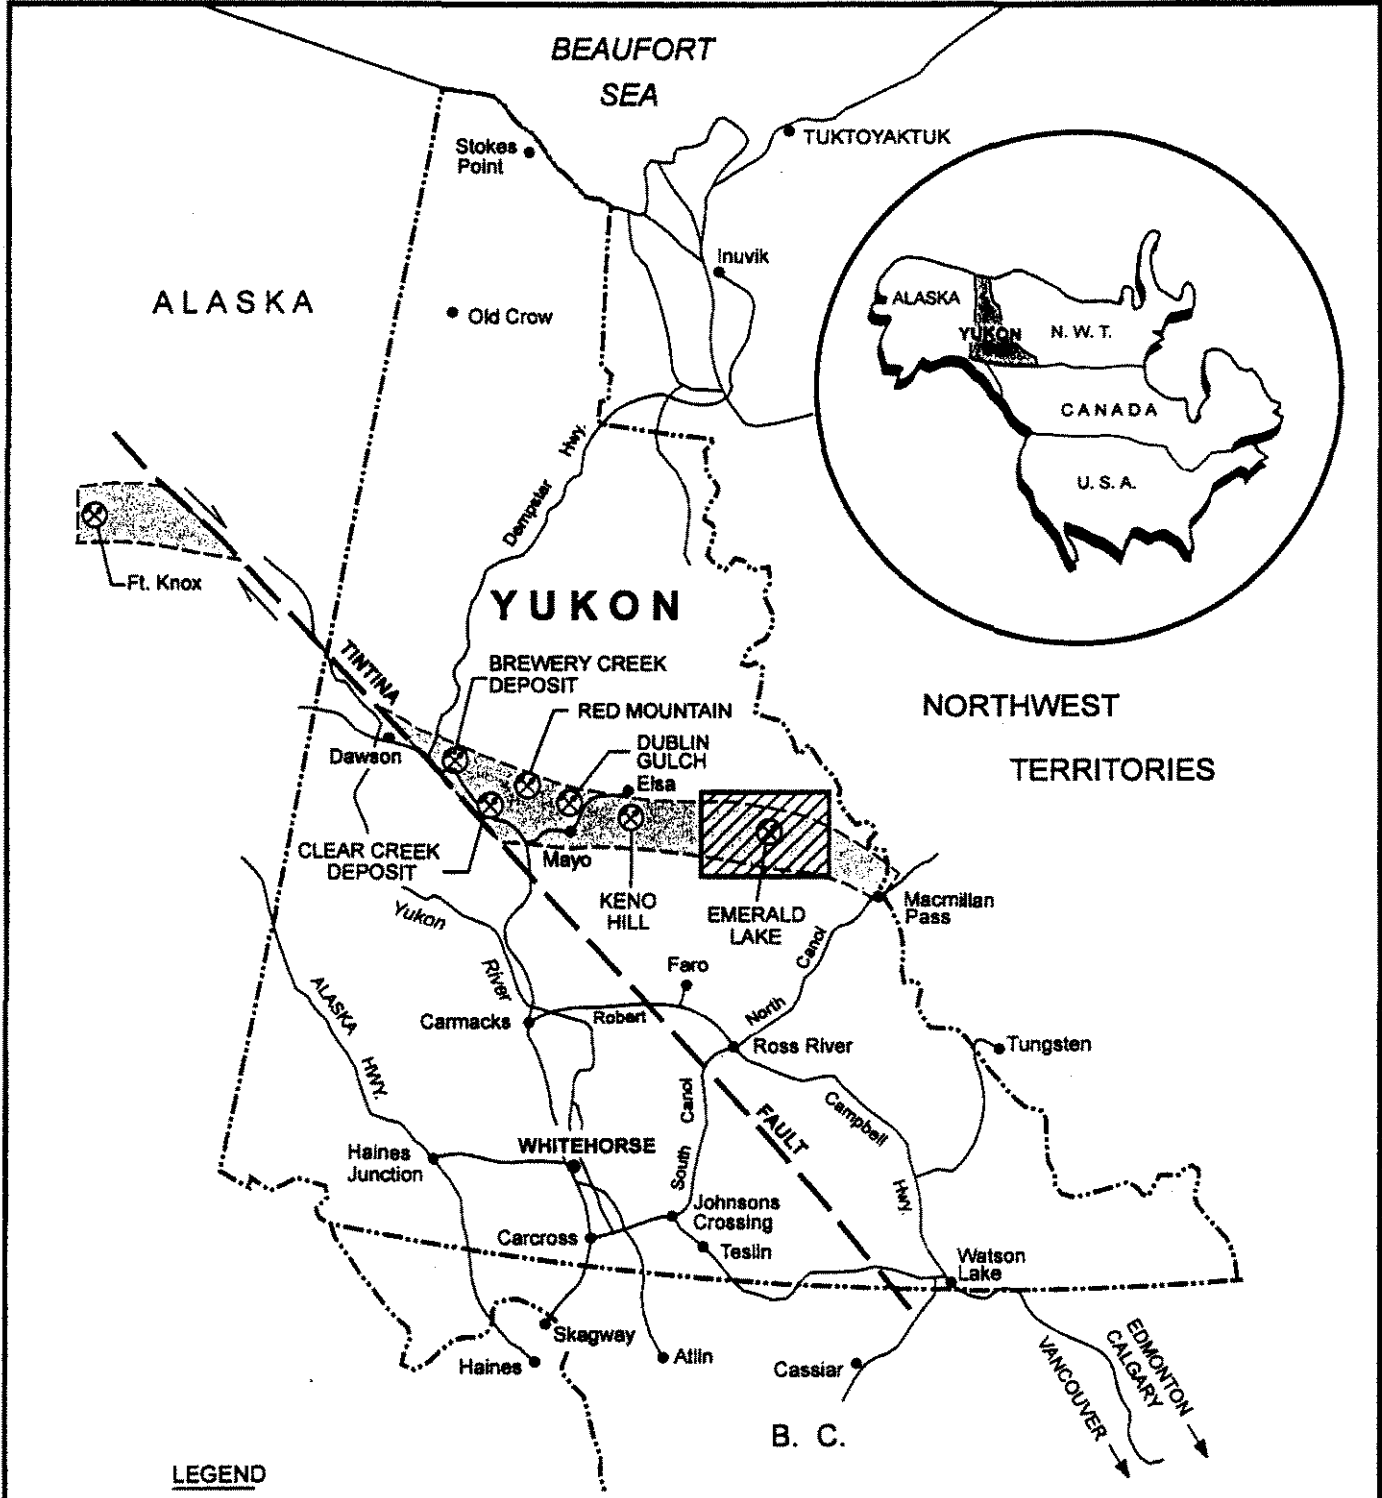 BEAUFORT
SEA
Stokes
Point
TUKTOYAKTUK
Inuvik
ALASKA
Old Crow
ALASKA
YUKON
N. W. T.
CANADA
U. S. A.
Dempstar
Hwy.
Ft. Knox
YUKON
TINTINA
BREWERY CREEK
DEPOSIT
RED MOUNTAIN
DUBLIN
GULCH
Elsa
Dawson
NORTHWEST
TERRITORIES
CLEAR CREEK
DEPOSIT
Mayo
KENO
HILL
EMERALD
LAKE
Macmillan
Pass
Yukon
River
Faro
North
Canol
ALASKA
HWY.
Carmacks
Robert
Ross River
Tungsten
Campbell
Hwy.
South
Canol
FAULT
Haines
Junction
WHITEHORSE
Johnsons
Crossing
Carcross
Teslin
Watson
Lake
Skagway
Haines
Atlin
Cassiar
VANCOUVER
EDMONTON
CALGARY
B. C.
LEGEND